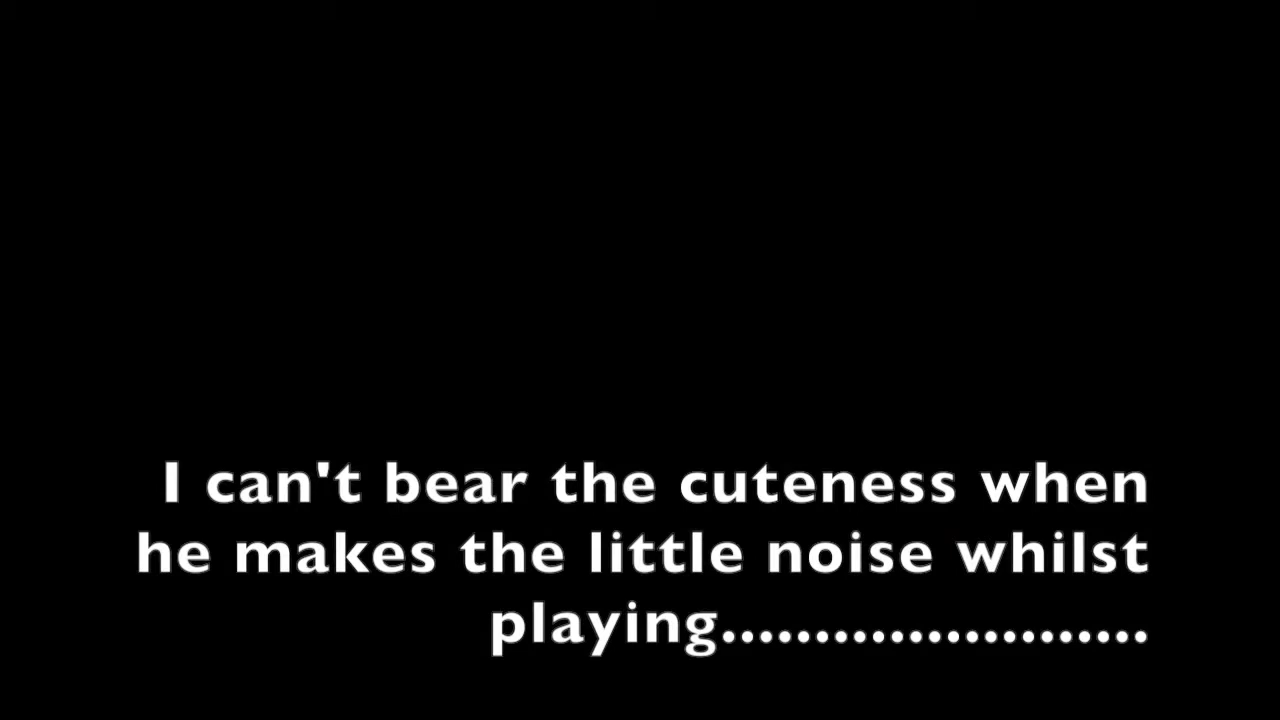 I can't bear the cuteness when
he makes the little noise whilst
playing.......................